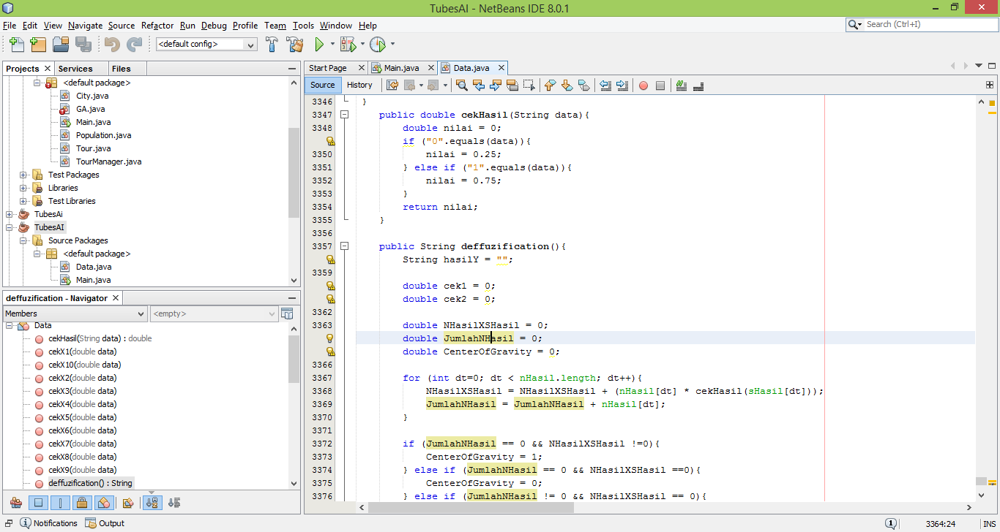 TubesAI - NetBeans IDE 8.0.1
File Edit View Navigate Source Refactor Run Debug Profile Team Tools Window Help
Search (Ctrl+I)
<default config>
Projects Services Files
<default package>
City.java
GA.java
Main.java
Population.java
Tour.java
TourManager.java
Test Packages
Libraries
Test Libraries
TubesAi
TubesAI
Source Packages
<default package>
Data.java
Main.java
deffuzification - Navigator
Members
<empty>
Data
cekHasil(String data) : double
cekX1(double data)
cekX10(double data)
cekX2(double data)
cekX3(double data)
cekX4(double data)
cekX5(double data)
cekX6(double data)
cekX7(double data)
cekX8(double data)
cekX9(double data)
deffuzification() : String
Start Page Main.java Data.java
Source History
3346 }
3347 public double cekHasil(String data){
3348 double nilai = 0;
if ("0".equals(data)){
3350 nilai = 0.25;
3351 } else if ("1".equals(data)){
3352 nilai = 0.75;
3353 }
3354 return nilai;
3355 }
3356
3357 public String deffuzification(){
String hasilY = "";
3359
double cek1 = 0;
double cek2 = 0;
3362
3363 double NHasilXSHasil = 0;
double JumlahNHasil = 0;
double CenterOfGravity = 0;
3366
3367 for (int dt=0; dt < nHasil.length; dt++){
3368 NHasilXSHasil = NHasilXSHasil + (nHasil[dt] * cekHasil(sHasil[dt]));
3369 JumlahNHasil = JumlahNHasil + nHasil[dt];
3370 }
3371
3372 if (JumlahNHasil == 0 && NHasilXSHasil !=0){
3373 CenterOfGravity = 1;
3374 } else if (JumlahNHasil == 0 && NHasilXSHasil ==0){
3375 CenterOfGravity = 0;
3376 } else if (JumlahNHasil != 0 && NHasilXSHasil == 0){
Notifications Output
1
3364:24 INS